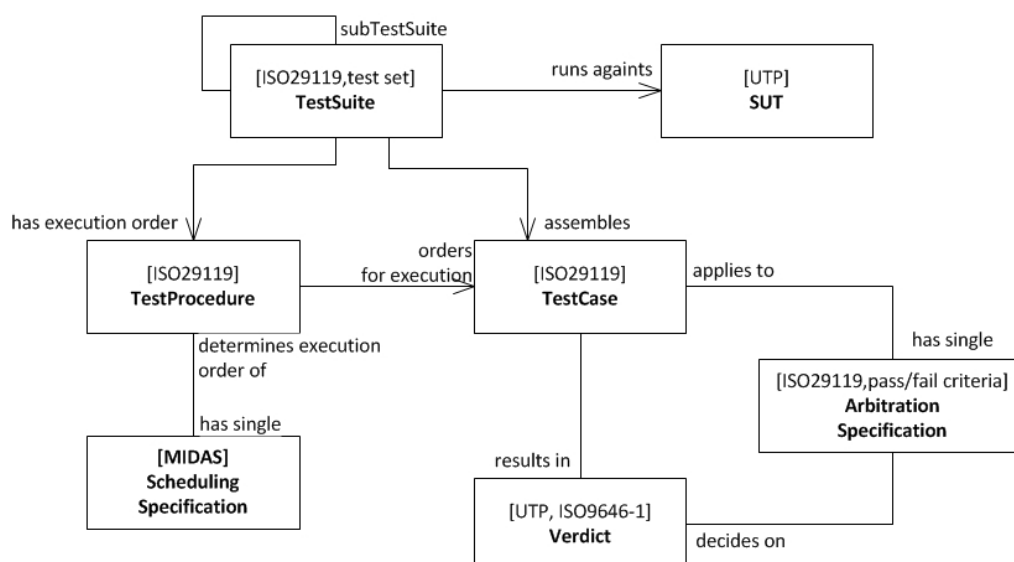 subTestSuite
[ISO29119,test set]
TestSuite
runs againts
[UTP]
SUT
has execution order
assembles
orders
for execution
[ISO29119]
TestProcedure
[ISO29119]
TestCase
applies to
determines execution
order of
has single
[ISO29119,pass/fail criteria]
Arbitration
Specification
has single
[MIDAS]
Scheduling
Specification
results in
[UTP, ISO9646-1]
Verdict
decides on